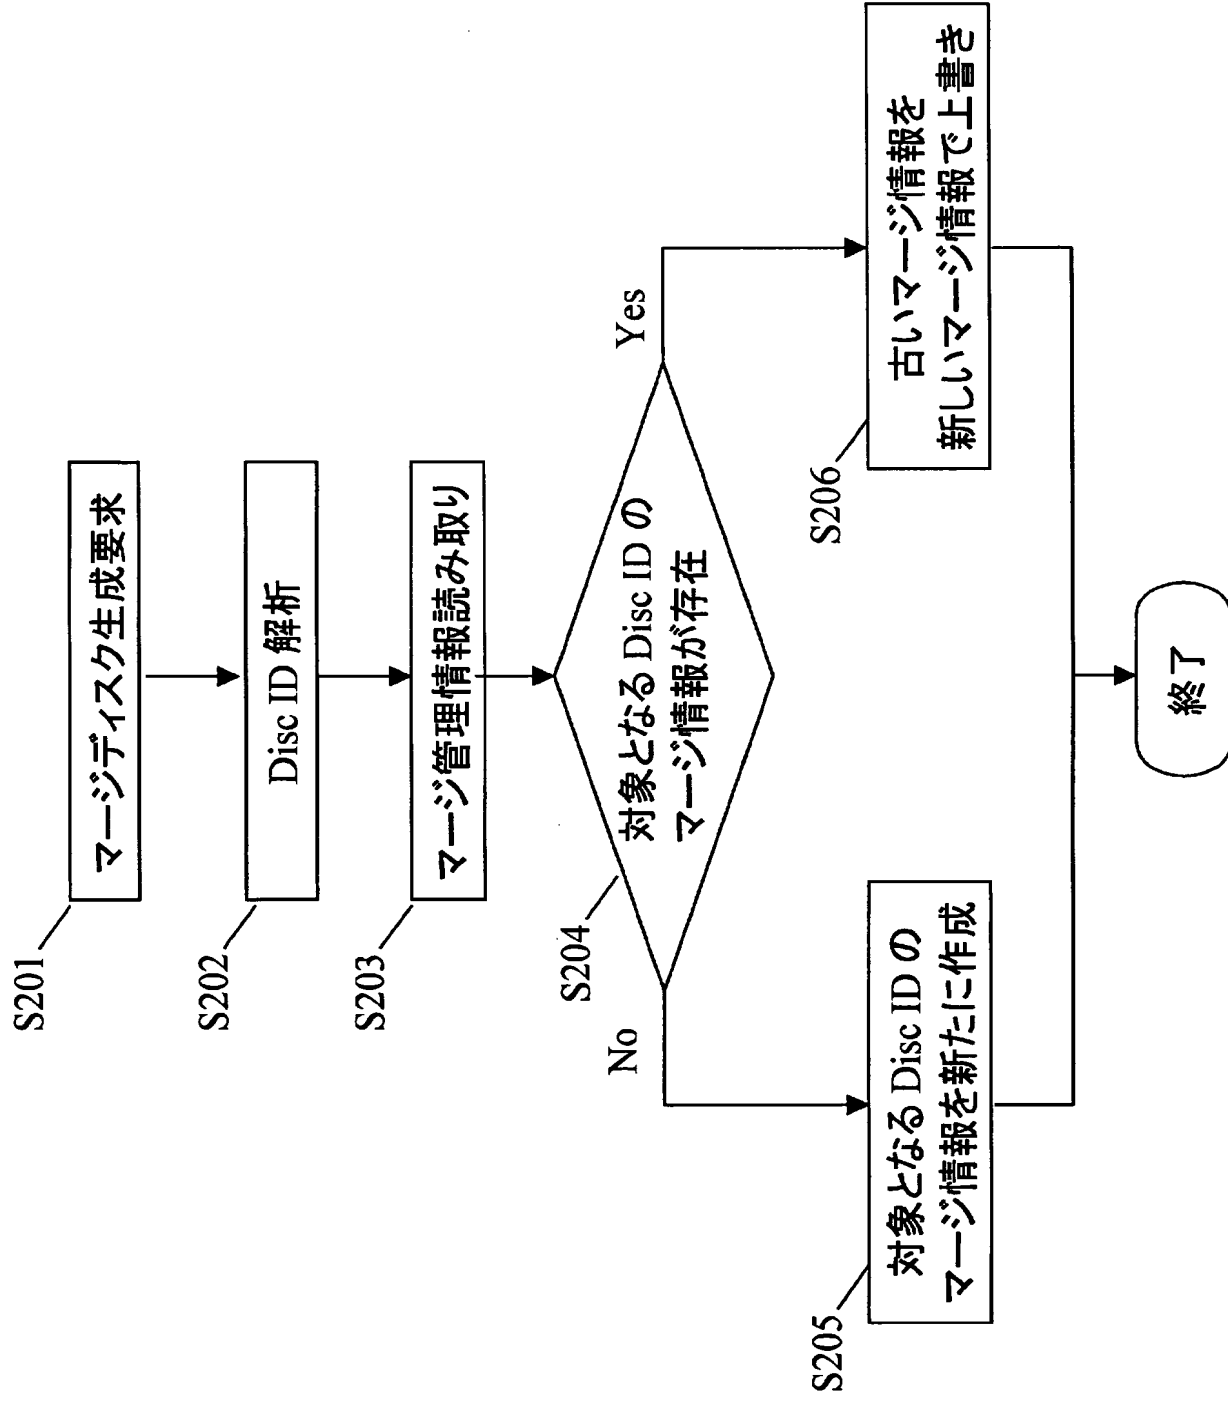 S201
マージディスク生成要求
S202
Disc ID 解析
S203
マージ管理情報読み取り
S204
対象となる Disc ID の
マージ情報が存在
No
Yes
S205
対象となる Disc ID の
マージ情報を新たに作成
S206
古いマージ情報を
新しいマージ情報で上書き
終了